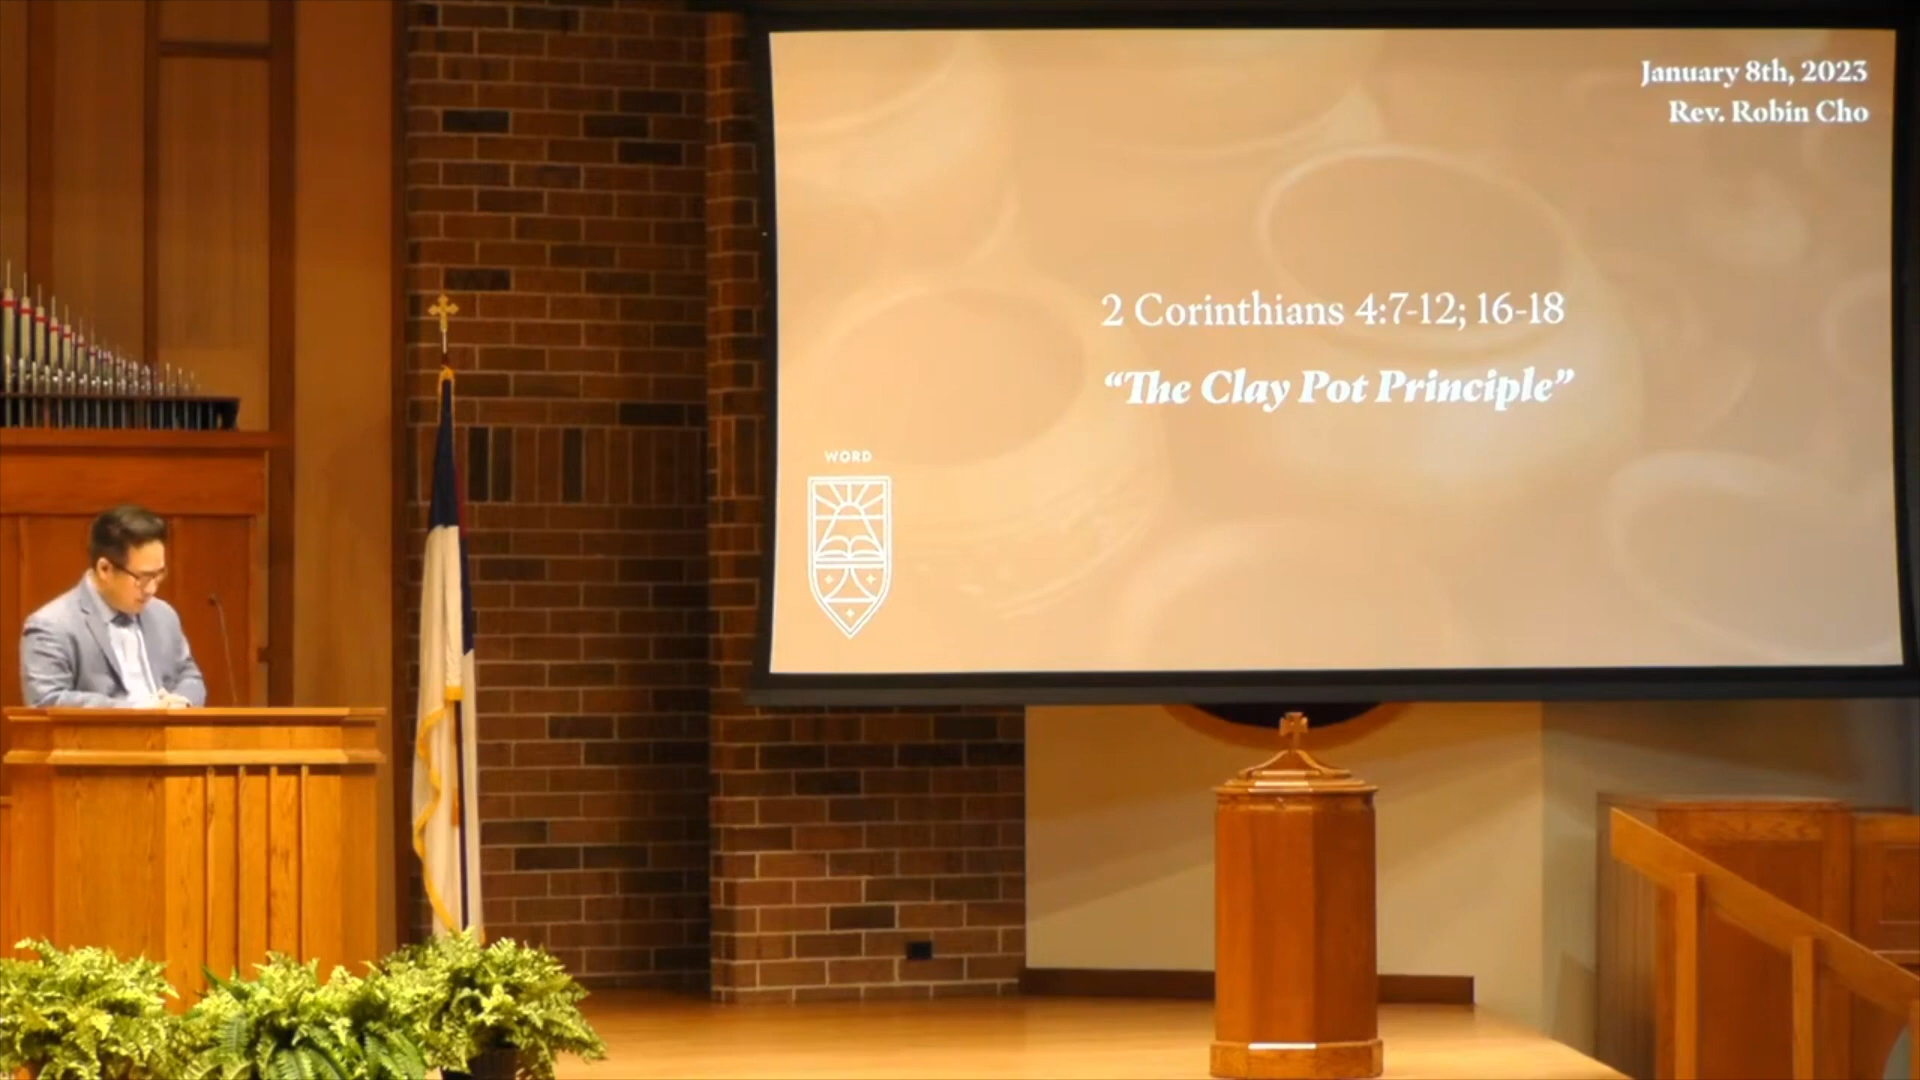 January 8th, 2023
Rev. Robin Cho
2 Corinthians 4:7-12; 16-18
“The Clay Pot Principle”
WORD